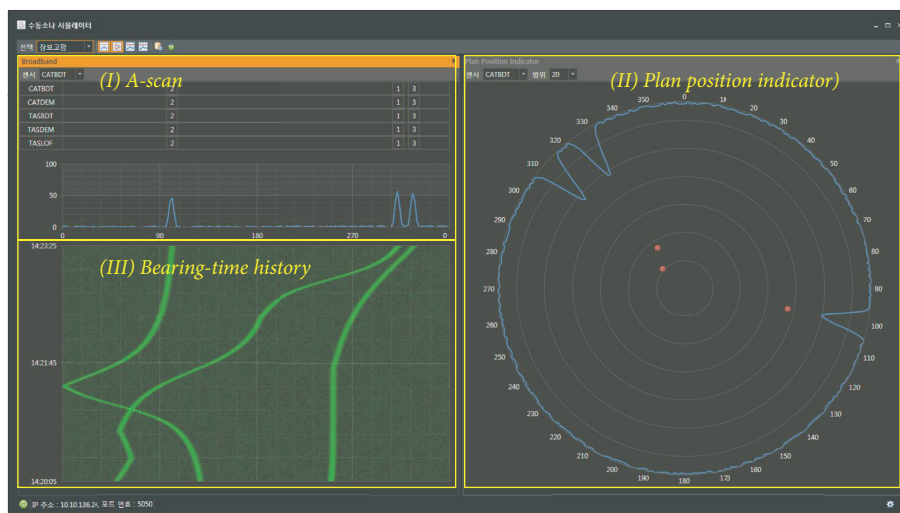 수동소나 시뮬레이터
선택 장보고함
Broadband
센서 CATBDT
(I) A-scan
CATBDT 2 1 3
CATDEM 2 1 3
TASBDT 2 1 3
TASDEM 2 1 3
TASLOF 2 1 3
100
50
0
0 90 180 270 0
14:23:25
(III) Bearing-time history
14:21:45
14:20:05
Plan Position Indicator
센서 CATBDT 범위 20
(II) Plan position indicator)
0
10
20
30
40
50
60
70
80
90
100
110
120
130
140
150
160
170
180
190
200
210
220
230
240
250
260
270
280
290
300
310
320
330
340
350
IP 주소 : 10.10.136.24, 포트 번호 : 5050